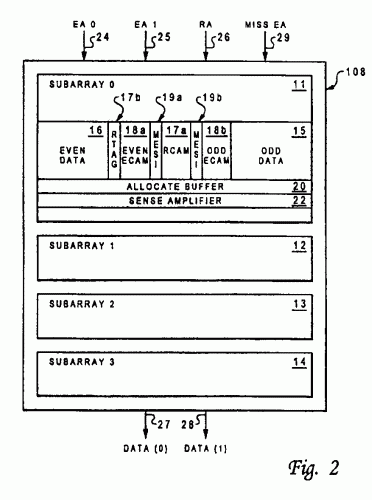 EA 0 EA 1 RA MISS EA
24 25 26 29
108
SUBARRAY 0 11
17b 19a 19b
16 RTAG 18a MESI 17a MESI 18b 15
EVEN DATA EVEN ECAM RCAM ODD ECAM ODD DATA
ALLOCATE BUFFER 20
SENSE AMPLIFIER 22
SUBARRAY 1 12
SUBARRAY 2 13
SUBARRAY 3 14
27 28
DATA (0) DATA (1)
Fig. 2